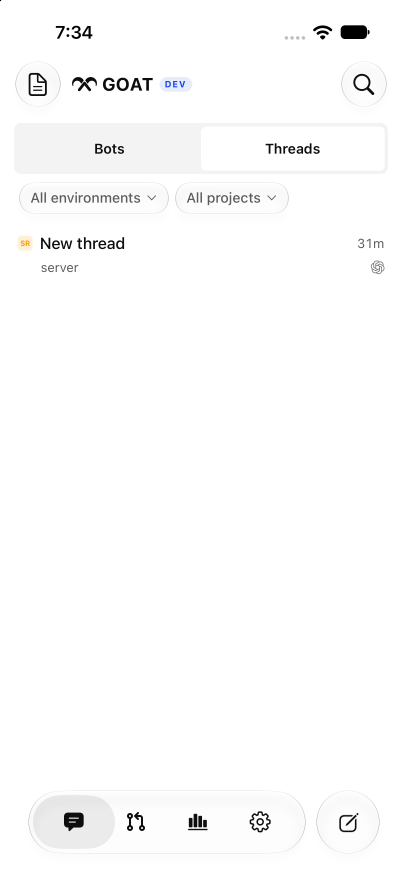 7:34
GOAT DEV
Bots Threads
All environments All projects
SR New thread 31m
server